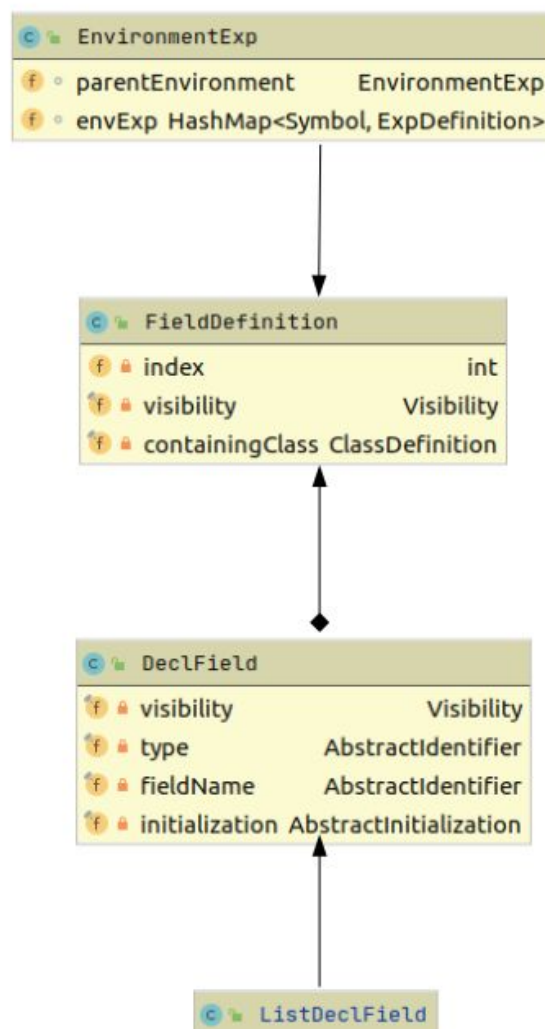 EnvironmentExp
parentEnvironment EnvironmentExp
envExp HashMap<Symbol, ExpDefinition>
FieldDefinition
index int
visibility Visibility
containingClass ClassDefinition
DeclField
visibility Visibility
type AbstractIdentifier
fieldName AbstractIdentifier
initialization AbstractInitialization
ListDeclField